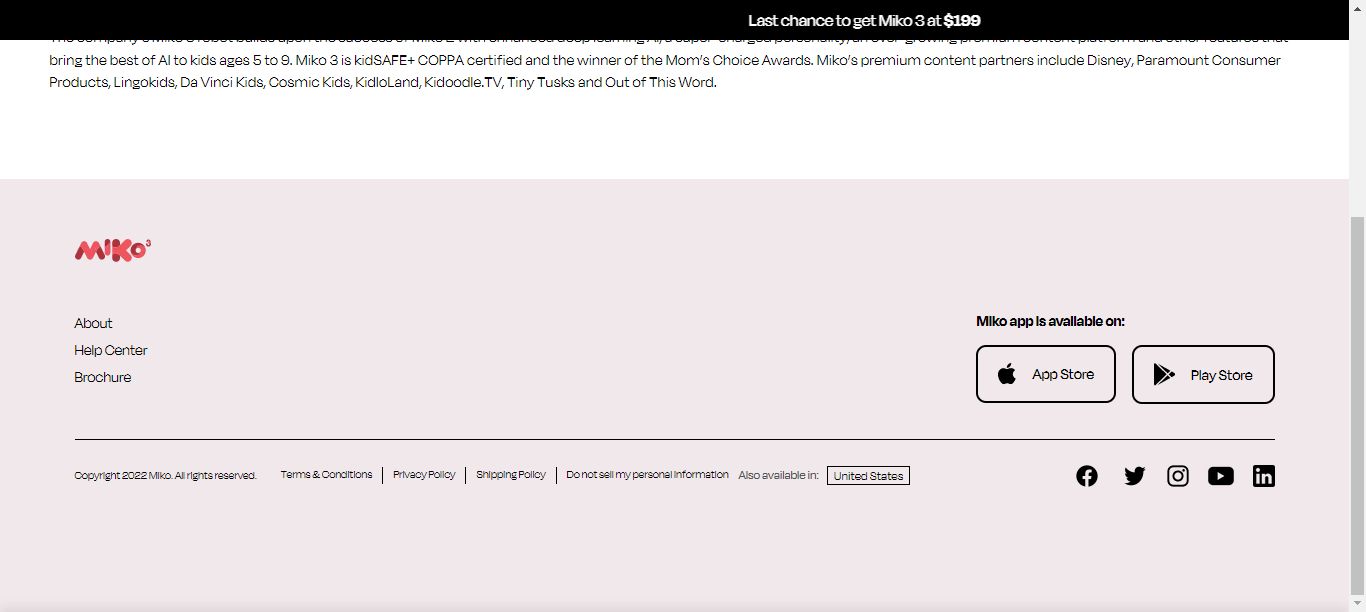 Last chance to get Miko 3 at $199
bring the best of AI to kids ages 5 to 9. Miko 3 is kidSAFE+ COPPA certified and the winner of the Mom's Choice Awards. Miko's premium content partners include Disney, Paramount Consumer
Products, Lingokids, Da Vinci Kids, Cosmic Kids, KidloLand, Kidoodle.TV, Tiny Tusks and Out of This Word.
MIKO3
About
Help Center
Brochure
Miko app is available on:
App Store
Play Store
Copyright 2022 Miko. All rights reserved.
Terms & Conditions
Privacy Policy
Shipping Policy
Do not sell my personal information
Also available in:
United States